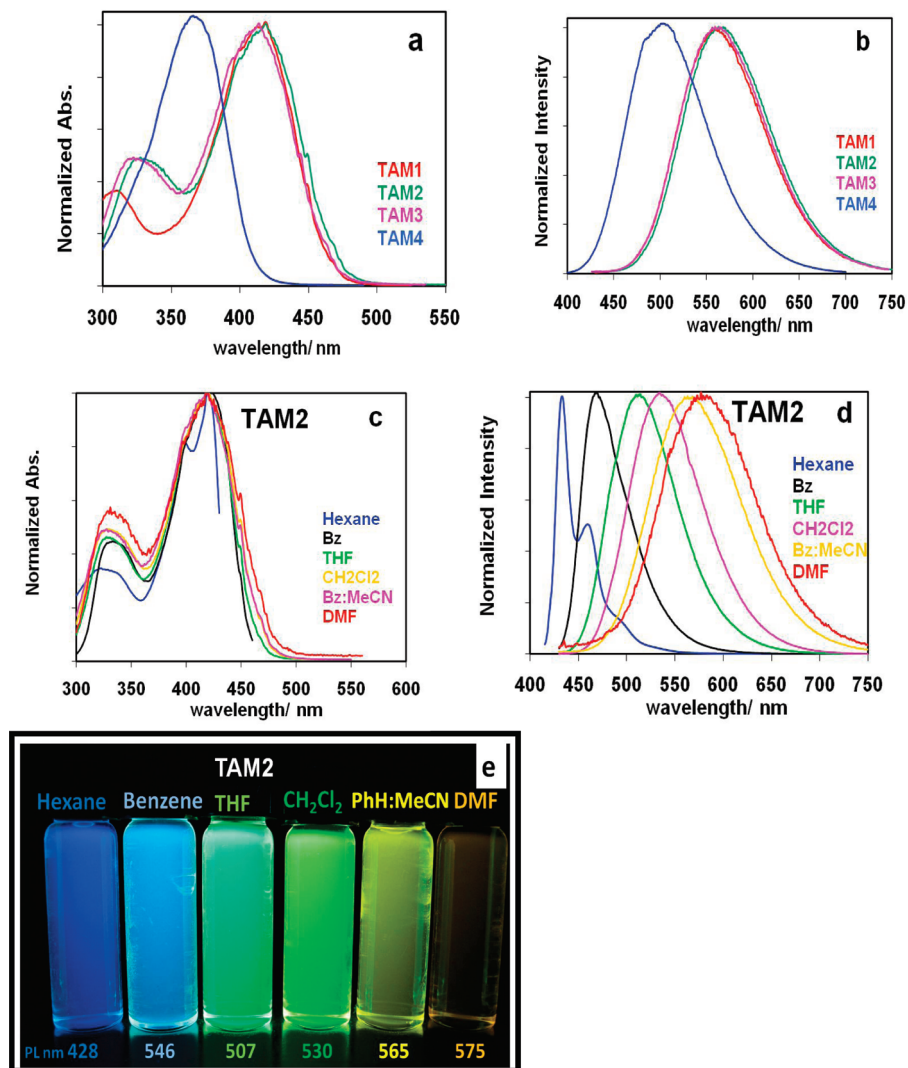 a
Normalized Abs.
TAM1
TAM2
TAM3
TAM4
300 350 400 450 500 550
wavelength/ nm
b
Normalized Intensity
TAM1
TAM2
TAM3
TAM4
400 450 500 550 600 650 700 750
wavelength/ nm
TAM2 c
Normalized Abs.
Hexane
Bz
THF
CH2Cl2
Bz:MeCN
DMF
300 350 400 450 500 550 600
wavelength/ nm
TAM2 d
Normalized Intensity
Hexane
Bz
THF
CH2Cl2
Bz:MeCN
DMF
400 450 500 550 600 650 700 750
wavelength/ nm
e
TAM2
Hexane Benzene THF CH₂Cl₂ PhH:MeCN DMF
PL nm 428 546 507 530 565 575